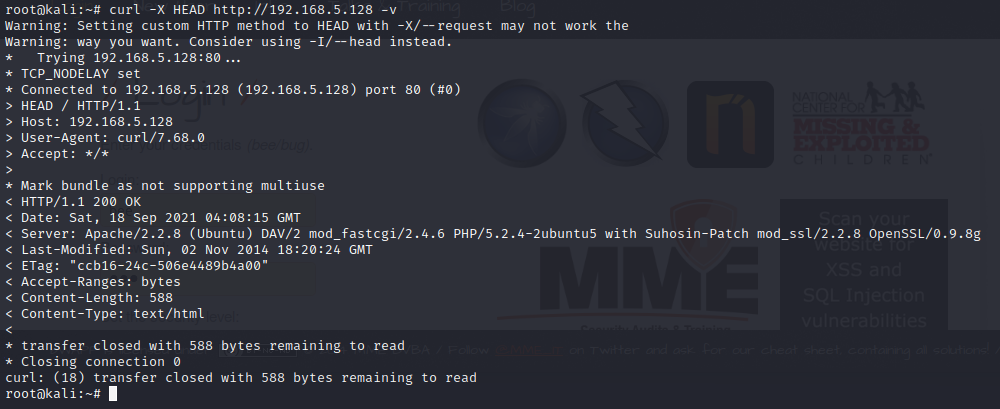 root@kali:~# curl -X HEAD http://192.168.5.128 -v
Warning: Setting custom HTTP method to HEAD with -X/--request may not work the
Warning: way you want. Consider using -I/--head instead.
*   Trying 192.168.5.128:80...
* TCP_NODELAY set
* Connected to 192.168.5.128 (192.168.5.128) port 80 (#0)
> HEAD / HTTP/1.1
> Host: 192.168.5.128
> User-Agent: curl/7.68.0
> Accept: */*
>
* Mark bundle as not supporting multiuse
< HTTP/1.1 200 OK
< Date: Sat, 18 Sep 2021 04:08:15 GMT
< Server: Apache/2.2.8 (Ubuntu) DAV/2 mod_fastcgi/2.4.6 PHP/5.2.4-2ubuntu5 with Suhosin-Patch mod_ssl/2.2.8 OpenSSL/0.9.8g
< Last-Modified: Sun, 02 Nov 2014 18:20:24 GMT
< ETag: "ccb16-24c-506e4489b4a00"
< Accept-Ranges: bytes
< Content-Length: 588
< Content-Type: text/html
<
* transfer closed with 588 bytes remaining to read
* Closing connection 0
curl: (18) transfer closed with 588 bytes remaining to read
root@kali:~#
Training
Blog
Login /
NATIONAL
CENTER FOR
MISSING &
EXPLOITED
CHILDREN
MME
Scan your
website for
XSS and
SQL Injection
vulnerabilities